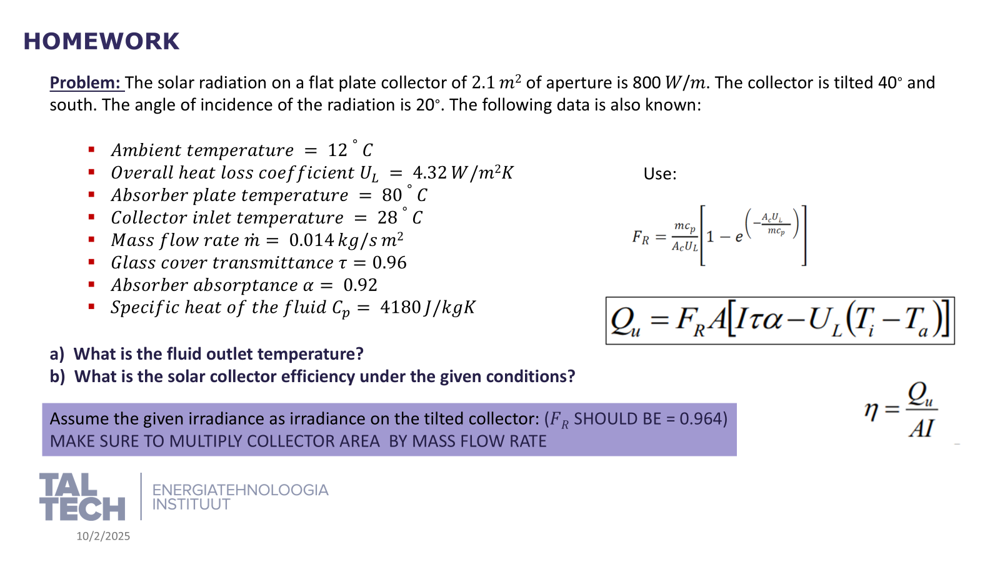 HOMEWORK
Problem: The solar radiation on a flat plate collector of 2.1 m² of aperture is 800 W/m. The collector is tilted 40° and
south. The angle of incidence of the radiation is 20°. The following data is also known:
▪ Ambient temperature = 12 °C
▪ Overall heat loss coefficient U_L = 4.32 W/m²K
▪ Absorber plate temperature = 80 °C
▪ Collector inlet temperature = 28 °C
▪ Mass flow rate ṁ = 0.014 kg/s m²
▪ Glass cover transmittance τ = 0.96
▪ Absorber absorptance α = 0.92
▪ Specific heat of the fluid C_p = 4180 J/kgK
Use:
F_R = mc_p/A_cU_L [1 − e^(−A_cU_L/mc_p)]
Q_u = F_R A[Iτα − U_L(T_i − T_a)]
η = Q_u/AI
a) What is the fluid outlet temperature?
b) What is the solar collector efficiency under the given conditions?
Assume the given irradiance as irradiance on the tilted collector: (F_R SHOULD BE = 0.964)
MAKE SURE TO MULTIPLY COLLECTOR AREA BY MASS FLOW RATE
TAL
TECH
ENERGIATEHNOLOOGIA
INSTITUUT
10/2/2025